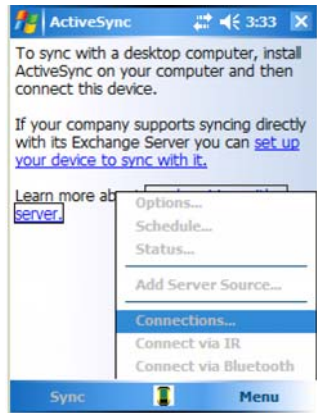 ActiveSync 3:33
To sync with a desktop computer, install
ActiveSync on your computer and then
connect this device.
If your company supports syncing directly
with its Exchange Server you can set up
your device to sync with it.
Learn more ab
server.
Options...
Schedule...
Status...
Add Server Source...
Connections...
Connect via IR
Connect via Bluetooth
Sync Menu